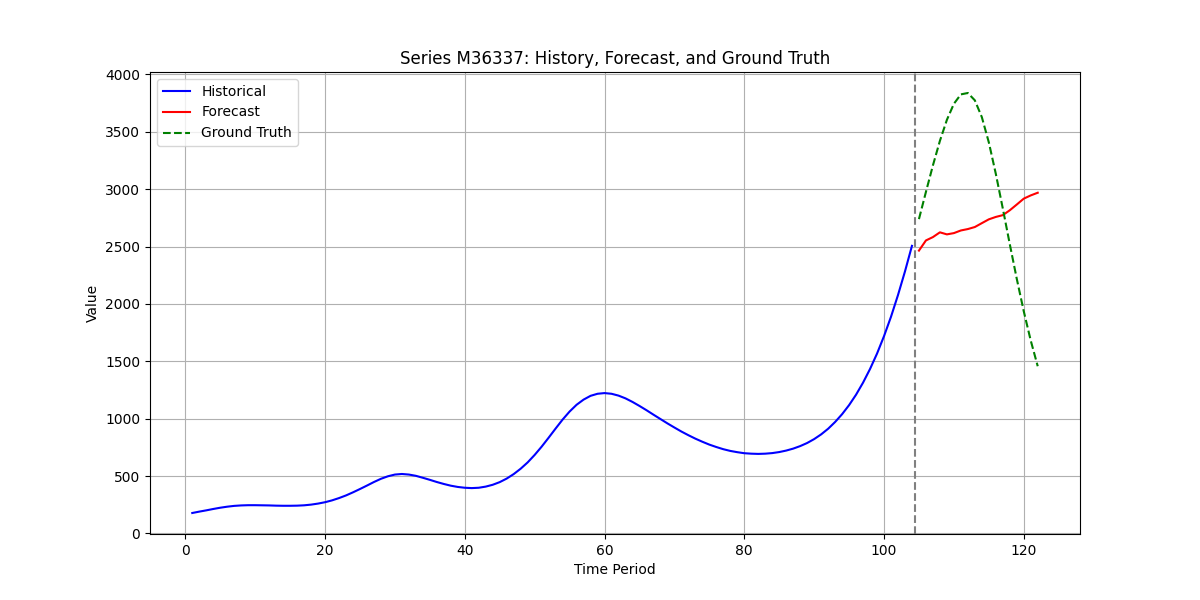 Series M36337: History, Forecast, and Ground Truth
Historical
Forecast
Ground Truth
4000
3500
3000
2500
2000
1500
1000
500
0
Value
0 20 40 60 80 100 120
Time Period